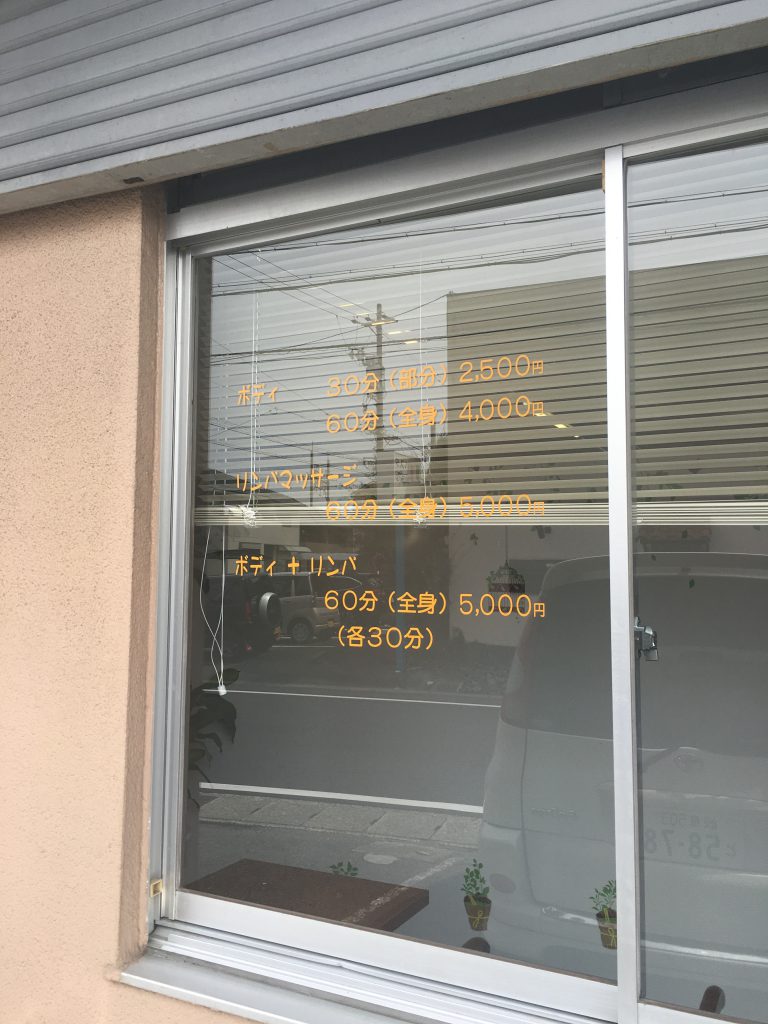 ボディ 30分(部分)2,500円
60分(全身)4,000円
リンパマッサージ
60分(全身)5,000円
ボディ+リンパ
60分(全身)5,000円
(各30分)